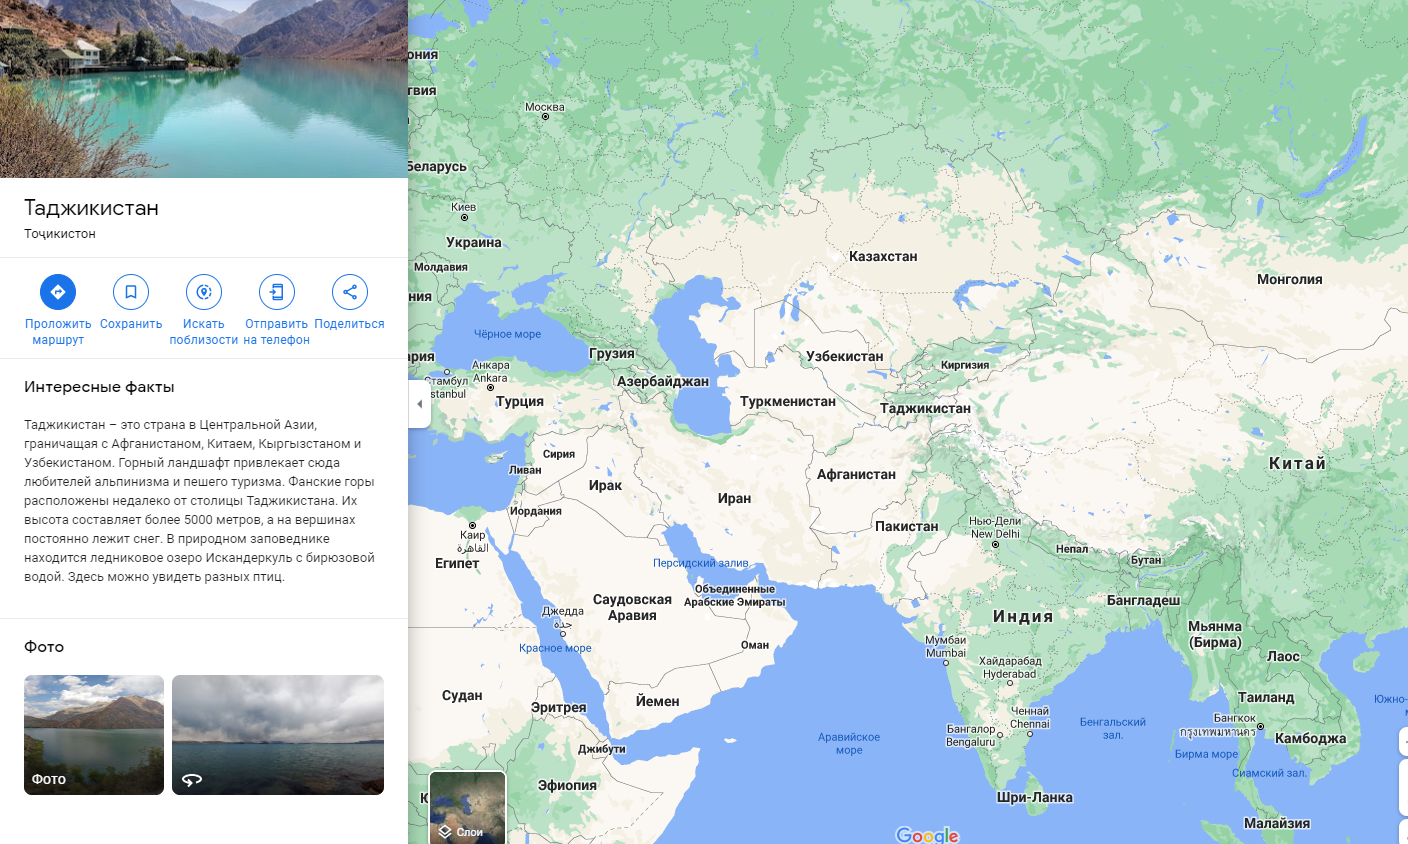 Таджикистан
Тоҷикистон
Проложить
маршрут
Сохранить
Искать
поблизости
Отправить
на телефон
Поделиться
Интересные факты
Таджикистан – это страна в Центральной Азии,
граничащая с Афганистаном, Китаем, Кыргызстаном и
Узбекистаном. Горный ландшафт привлекает сюда
любителей альпинизма и пешего туризма. Фанские горы
расположены недалеко от столицы Таджикистана. Их
высота составляет более 5000 метров, а на вершинах
постоянно лежит снег. В природном заповеднике
находится ледниковое озеро Искандеркуль с бирюзовой
водой. Здесь можно увидеть разных птиц.
Фото
Фото
Москва
Беларусь
Киев
Украина
Молдавия
Казахстан
Монголия
Чёрное море
Грузия
Узбекистан
Киргизия
Анкара
Ankara
Азербайджан
Турция
Туркменистан
Таджикистан
Сирия
Ливан
Ирак
Иран
Афганистан
Китай
Иордания
Каир
القاهرة
Египет
Пакистан
Нью-Дели
New Delhi
Непал
Бутан
Персидский залив
Объединенные
Арабские Эмираты
Саудовская
Аравия
Джедда
جدة
Красное море
Оман
Индия
Бангладеш
Мьянма
(Бирма)
Мумбаи
Mumbai
Хайдарабад
Hyderabad
Лаос
Судан
Эритрея
Йемен
Таиланд
Ченнаи
Chennai
Бангалор
Bengaluru
Бенгальский
зал.
Бангкок
กรุงเทพมหานคร
Камбоджа
Аравийское
море
Джибути
Бирма море
Сиамский зал.
Эфиопия
Шри-Ланка
Малайзия
Слои
Google